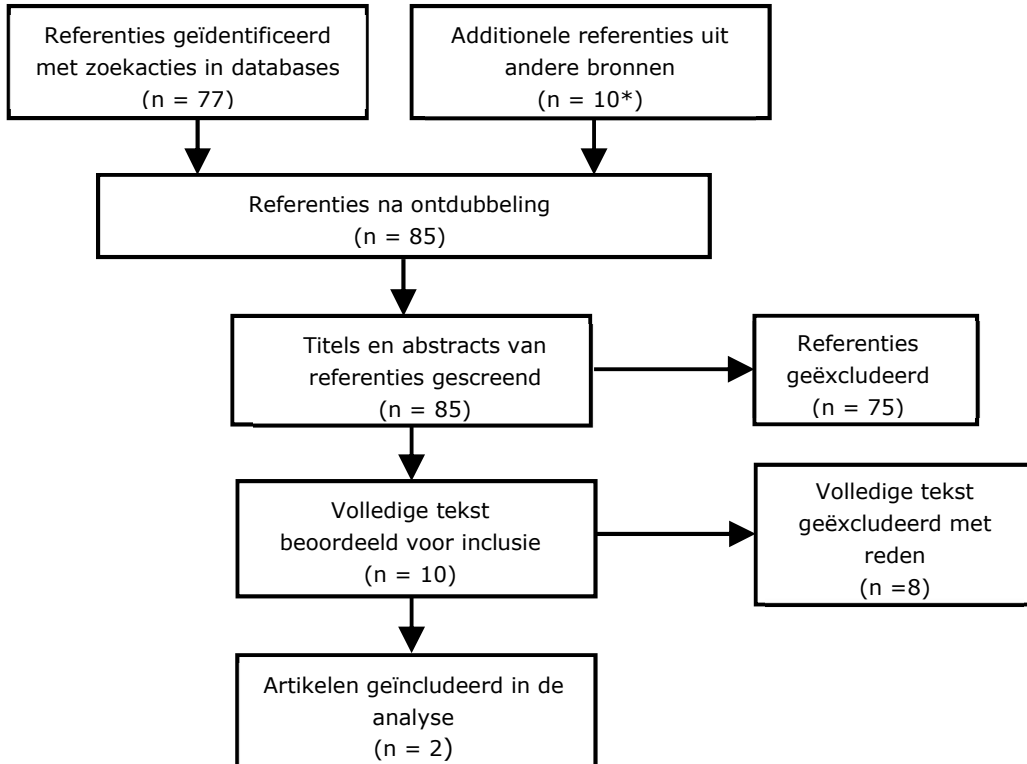 Referenties geïdentificeerd
met zoekacties in databases
(n = 77)
Additionele referenties uit
andere bronnen
(n = 10*)
Referenties na ontdubbeling
(n = 85)
Titels en abstracts van
referenties gescreend
(n = 85)
Referenties
geëxcludeerd
(n = 75)
Volledige tekst
beoordeeld voor inclusie
(n = 10)
Volledige tekst
geëxcludeerd met
reden
(n =8)
Artikelen geïncludeerd in de
analyse
(n = 2)